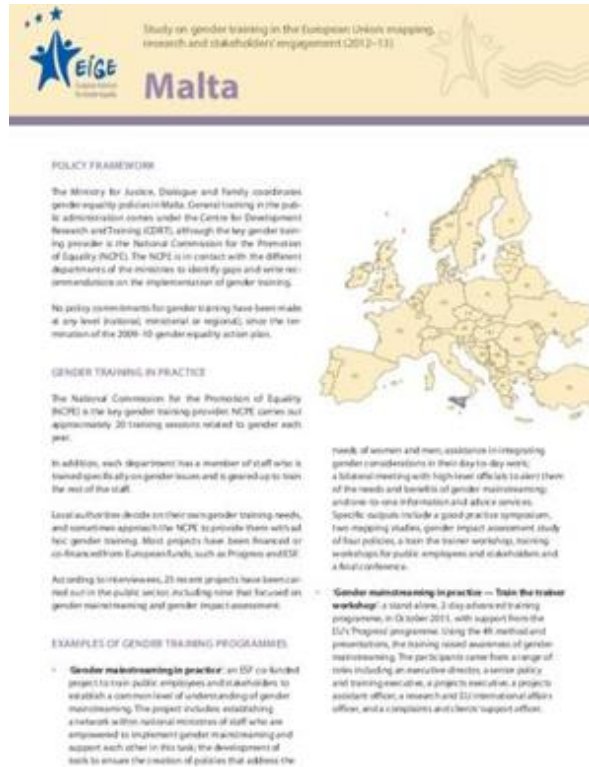 Study on gender training in the European Union: mapping,
research and stakeholders' engagement (2012–13)
EIGE
European Institute
for Gender Equality
Malta
POLICY FRAMEWORK
The Ministry for Justice, Dialogue and Family coordinates
gender equality policies in Malta. General training in the pub-
lic administration comes under the Centre for Development
Research and Training (CDRT), although the key gender train-
ing provider is the National Commission for the Promotion
of Equality (NCPE). The NCPE is in contact with the different
departments of the ministries to identify gaps and write rec-
ommendations on the implementation of gender training.
No policy commitments for gender training have been made
at any level (national, ministerial or regional), since the ter-
mination of the 2009–10 gender equality action plan.
GENDER TRAINING IN PRACTICE
The National Commission for the Promotion of Equality
(NCPE) is the key gender training provider. NCPE carries out
approximately 20 training sessions related to gender each
year.
In addition, each department has a member of staff who is
trained specifically on gender issues and is geared up to train
the rest of the staff.
Local authorities decide on their own gender training needs,
and sometimes approach the NCPE to provide them with ad
hoc gender training. Most projects have been financed or
co-financed from European funds, such as Progress and ESF.
According to interviewees, 25 recent projects have been car-
ried out in the public sector, including nine that focused on
gender mainstreaming and gender impact assessment.
EXAMPLES OF GENDER TRAINING PROGRAMMES
'Gender mainstreaming in practice': an ESF co-funded
project to train public employees and stakeholders to
establish a common level of understanding of gender
mainstreaming. The project includes: establishing
a network within national ministries of staff who are
empowered to implement gender mainstreaming and
support each other in this task; the development of
tools to ensure the creation of policies that address the
needs of women and men; assistance in integrating
gender considerations in their day-to-day work;
a bilateral meeting with high-level officials to alert them
of the needs and benefits of gender mainstreaming;
and one-to-one information and advice services.
Specific outputs include a good practice symposium,
two mapping studies, gender impact assessment study
of four policies, a train the trainer workshop, training
workshops for public employees and stakeholders and
a final conference.
'Gender mainstreaming in practice — Train the trainer
workshop': a stand alone, 2-day advanced training
programme, in October 2011, with support from the
EU's 'Progress' programme. Using the 4R method and
presentations, the training raised awareness of gender
mainstreaming. The participants came from a range of
roles including an executive director, a senior policy
and training executive, a projects executive, a projects
assistant officer, a research and EU international affairs
officer, and a complaints and clients' support officer.